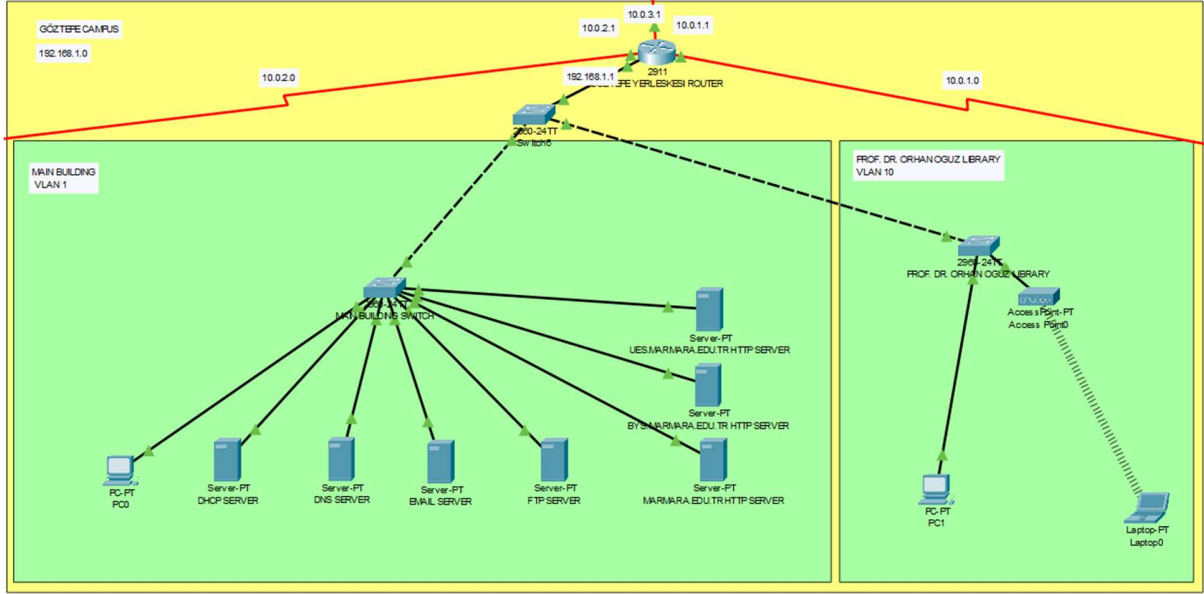 GÖZTEPE CAMPUS
192.168.1.0
10.0.3.1
10.0.2.1
10.0.1.1
2911
192.168.1.1
YERLESKESI ROUTER
10.0.2.0
10.0.1.0
2960-24TT
Switch6
MAIN BUILDING
VLAN 1
PROF. DR. ORHAN OGUZ LIBRARY
VLAN 10
2960-24TT
PROF. DR. ORHAN OGUZ LIBRARY
AccessPoint-PT
Access Point0
MAIN BUILDING SWITCH
Server-PT
UES.MARMARA.EDU.TR HTTP SERVER
Server-PT
BYS.MARMARA.EDU.TR HTTP SERVER
PC-PT
PC0
Server-PT
DHCP SERVER
Server-PT
DNS SERVER
Server-PT
EMAIL SERVER
Server-PT
FTP SERVER
Server-PT
MARMARA.EDU.TR HTTP SERVER
PC-PT
PC1
Laptop-PT
Laptop0